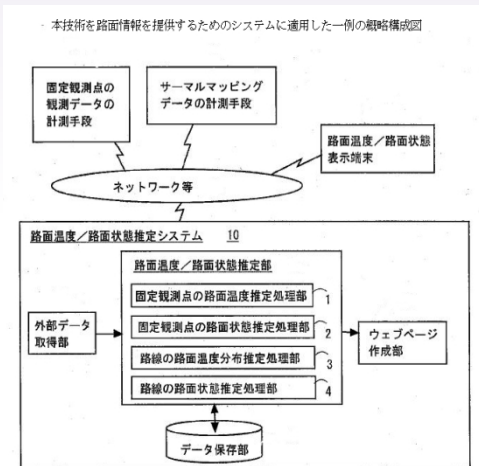 本技術を路面情報を提供するためのシステムに適用した一例の概略構成図
固定観測点の
観測データの
計測手段
サーマルマッピング
データの計測手段
路面温度/路面状態
表示端末
ネットワーク等
路面温度/路面状態推定システム 10
路面温度/路面状態推定部
固定観測点の路面温度推定処理部 1
固定観測点の路面状態推定処理部 2
路線の路面温度分布推定処理部 3
路線の路面状態推定処理部 4
外部データ
取得部
ウェブページ
作成部
データ保存部